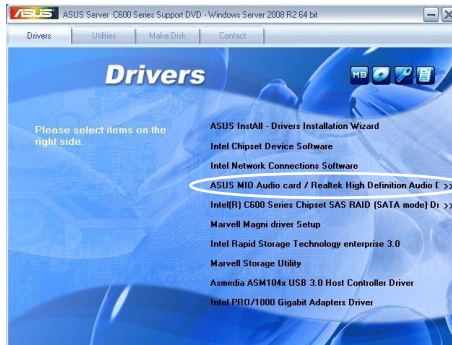 ASUS
ASUS Server C600 Series Support DVD - Windows Server 2008 R2 64 bit
Drivers
Utilities
Make Disk
Contact
Drivers
MB
Please select items on the
right side.
ASUS InstAll - Drivers Installation Wizard
Intel Chipset Device Software
Intel Network Connections Software
ASUS MIO Audio card / Realtek High Definition Audio D >>
Intel(R) C600 Series Chipset SAS RAID (SATA mode) Dr >>
Marvell Magni driver Setup
Intel Rapid Storage Technology enterprise 3.0
Marvell Storage Utility
Asmedia ASM104x USB 3.0 Host Controller Driver
Intel PRO/1000 Gigabit Adapters Driver